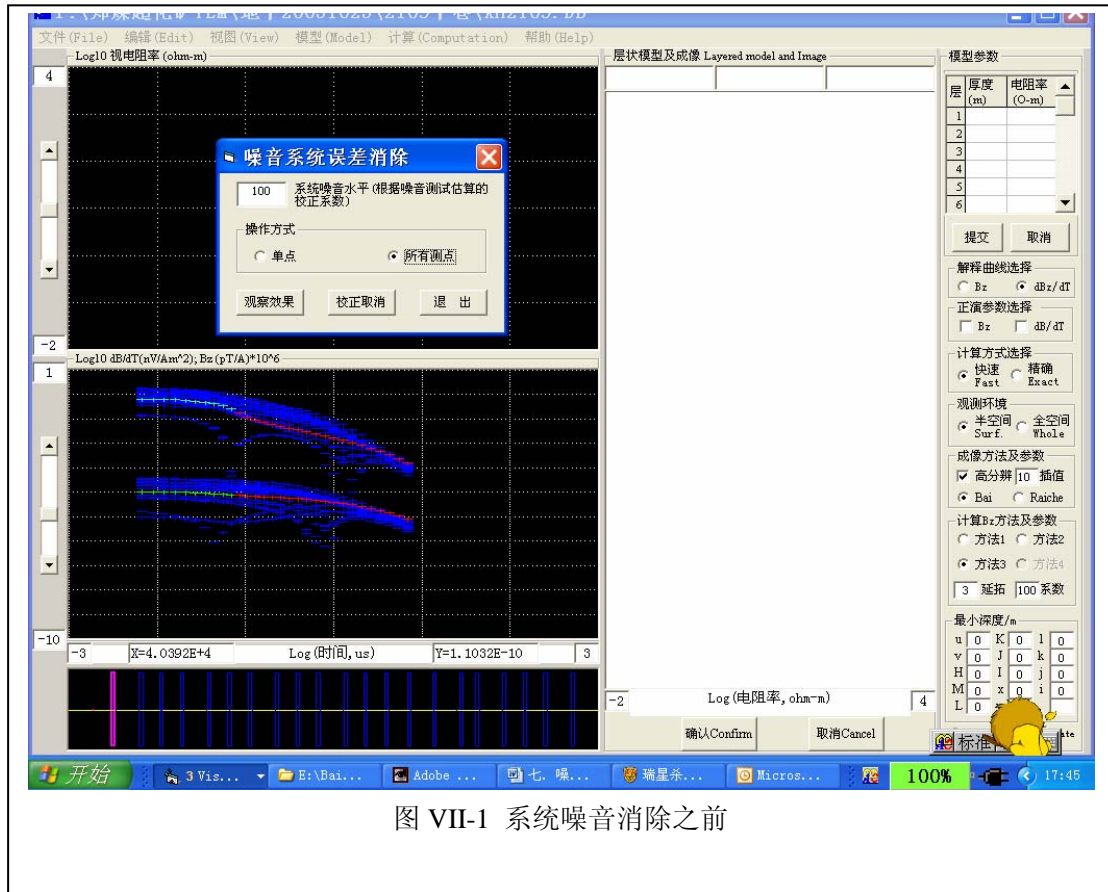 文件(File) 编辑(Edit) 视图(View) 模型(Model) 计算(Computation) 帮助(Help)
Log10 视电阻率(ohm-m)
4
-2
噪音系统误差消除
100 系统噪音水平(根据噪音测试估算的
校正系数)
操作方式
单点 所有测点
观察效果 校正取消 退 出
Log10 dB/dT(nV/Am^2); Bz(pT/A)*10^6
1
-10
-3 X=4.0392E+4 Log(时间,us) Y=1.1032E-10 3
层状模型及成像 Layered model and Image
-2 Log(电阻率, ohm-m) 4
确认Confirm 取消Cancel
模型参数
层 厚度 电阻率
(m) (O-m)
1
2
3
4
5
6
提交 取消
解释曲线选择
Bz dBz/dT
正演参数选择
Bz dB/dT
计算方式选择
快速 精确
Fast Exact
观测环境
半空间 全空间
Surf. Whole
成像方法及参数
高分辨 10 插值
Bai Raiche
计算Bz方法及参数
方法1 方法2
方法3 方法4
3 延拓 100 系数
最小深度/m
u 0 K 0 l 0
v 0 J 0 k 0
H 0 I 0 j 0
M 0 x 0 i 0
L 0
标准
开始 3 Vis... E:\Bai... Adobe ... 七. 噪... 瑞星杀... Micros... 100% 17:45
图 VII-1 系统噪音消除之前